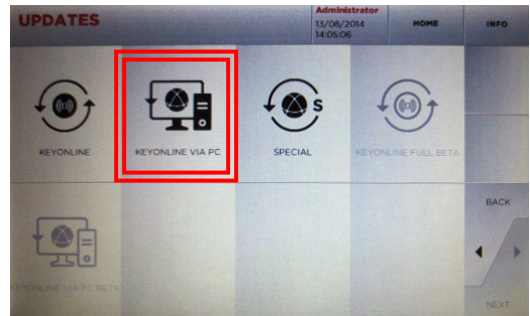 UPDATES
Administrator
13/08/2014
14:05:06
HOME
INFO
KEYONLINE
KEYONLINE VIA PC
S
SPECIAL
KEYONLINE FULL BETA
BACK
KEYONLINE VIA PC BETA
NEXT